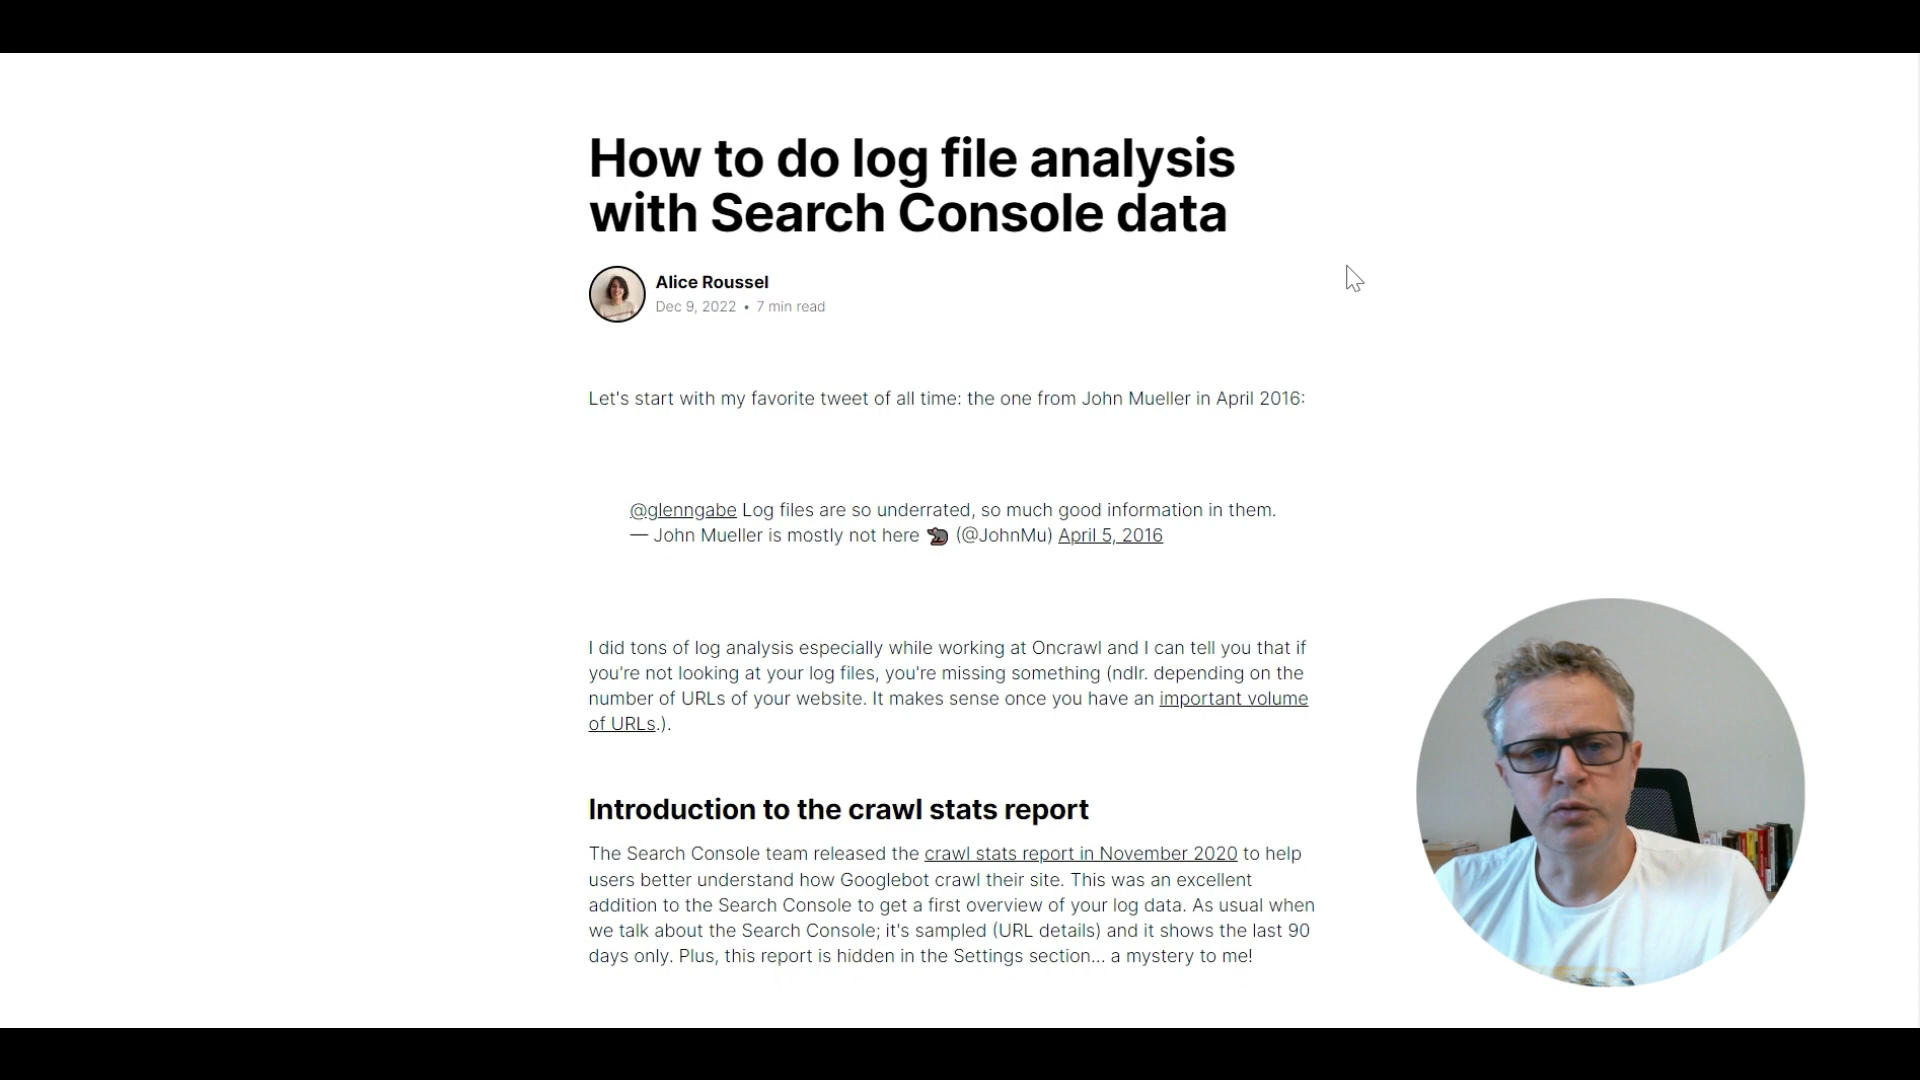 How to do log file analysis
with Search Console data
Alice Roussel
Dec 9, 2022 • 7 min read
Let's start with my favorite tweet of all time: the one from John Mueller in April 2016:
@glenngabe Log files are so underrated, so much good information in them.
— John Mueller is mostly not here 🐀 (@JohnMu) April 5, 2016
I did tons of log analysis especially while working at Oncrawl and I can tell you that if
you're not looking at your log files, you're missing something (ndlr. depending on the
number of URLs of your website. It makes sense once you have an important volume
of URLs.).
Introduction to the crawl stats report
The Search Console team released the crawl stats report in November 2020 to help
users better understand how Googlebot crawl their site. This was an excellent
addition to the Search Console to get a first overview of your log data. As usual when
we talk about the Search Console; it's sampled (URL details) and it shows the last 90
days only. Plus, this report is hidden in the Settings section... a mystery to me!